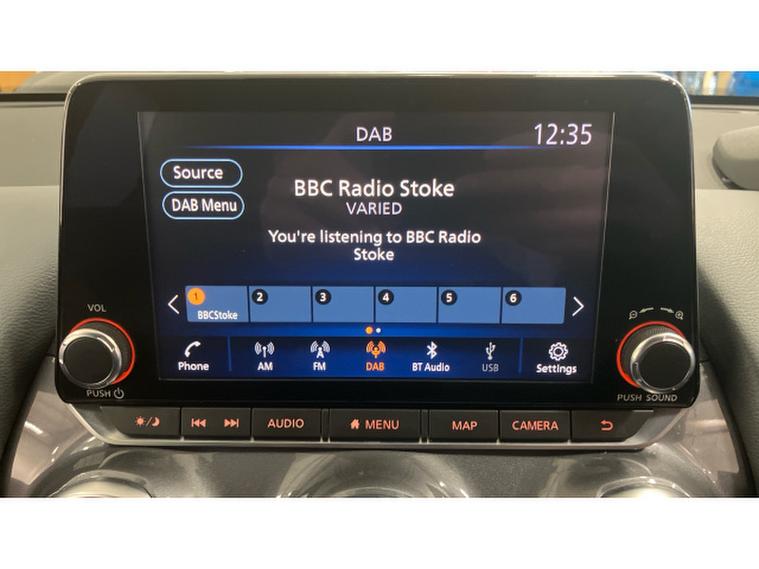 DAB 12:35
Source
DAB Menu
BBC Radio Stoke
VARIED
You're listening to BBC Radio
Stoke
1 2 3 4 5 6
BBCStoke
Phone AM FM DAB BT Audio USB Settings
VOL
PUSH
PUSH SOUND
AUDIO MENU MAP CAMERA